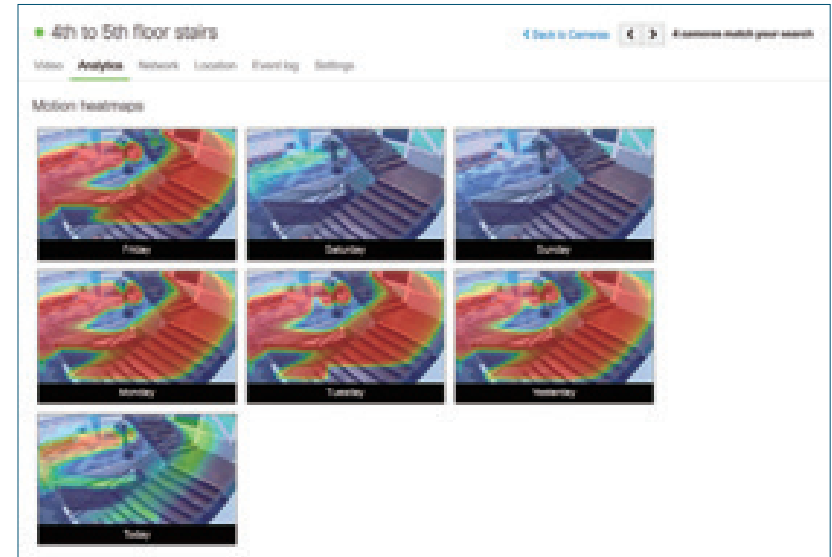 4th to 5th floor stairs
Back to Cameras
4 cameras match your search
Video Analytics Network Location Event log Settings
Motion heatmaps
Friday Saturday Sunday
Monday Tuesday Yesterday
Today